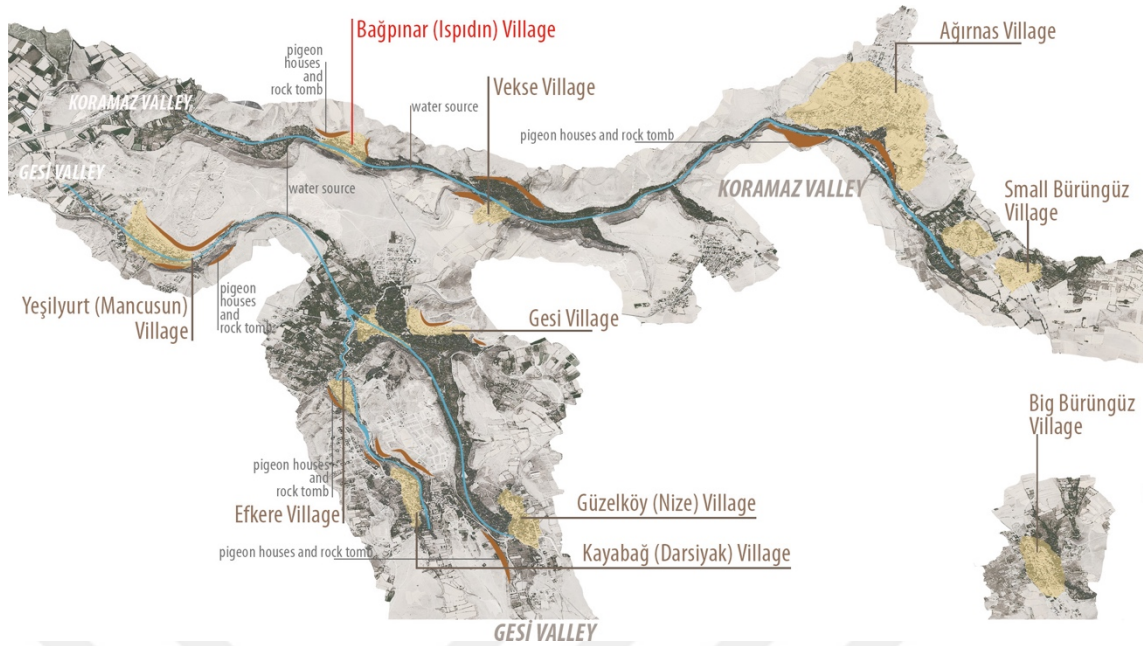 Bağpınar (Ispıdın) Village
Ağırnas Village
pigeon
houses
and
rock tomb
Vekse Village
KORAMAZ VALLEY
water source
pigeon houses and rock tomb
GESİ VALLEY
water source
KORAMAZ VALLEY
Small Bürüngüz
Village
Yeşilyurt (Mancusun)
Village
pigeon
houses
and
rock tomb
Gesi Village
Big Bürüngüz
Village
pigeon houses
and
rock tomb
Efkere Village
Güzelköy (Nize) Village
pigeon houses and rock tomb
Kayabağ (Darsiyak) Village
GESİ VALLEY